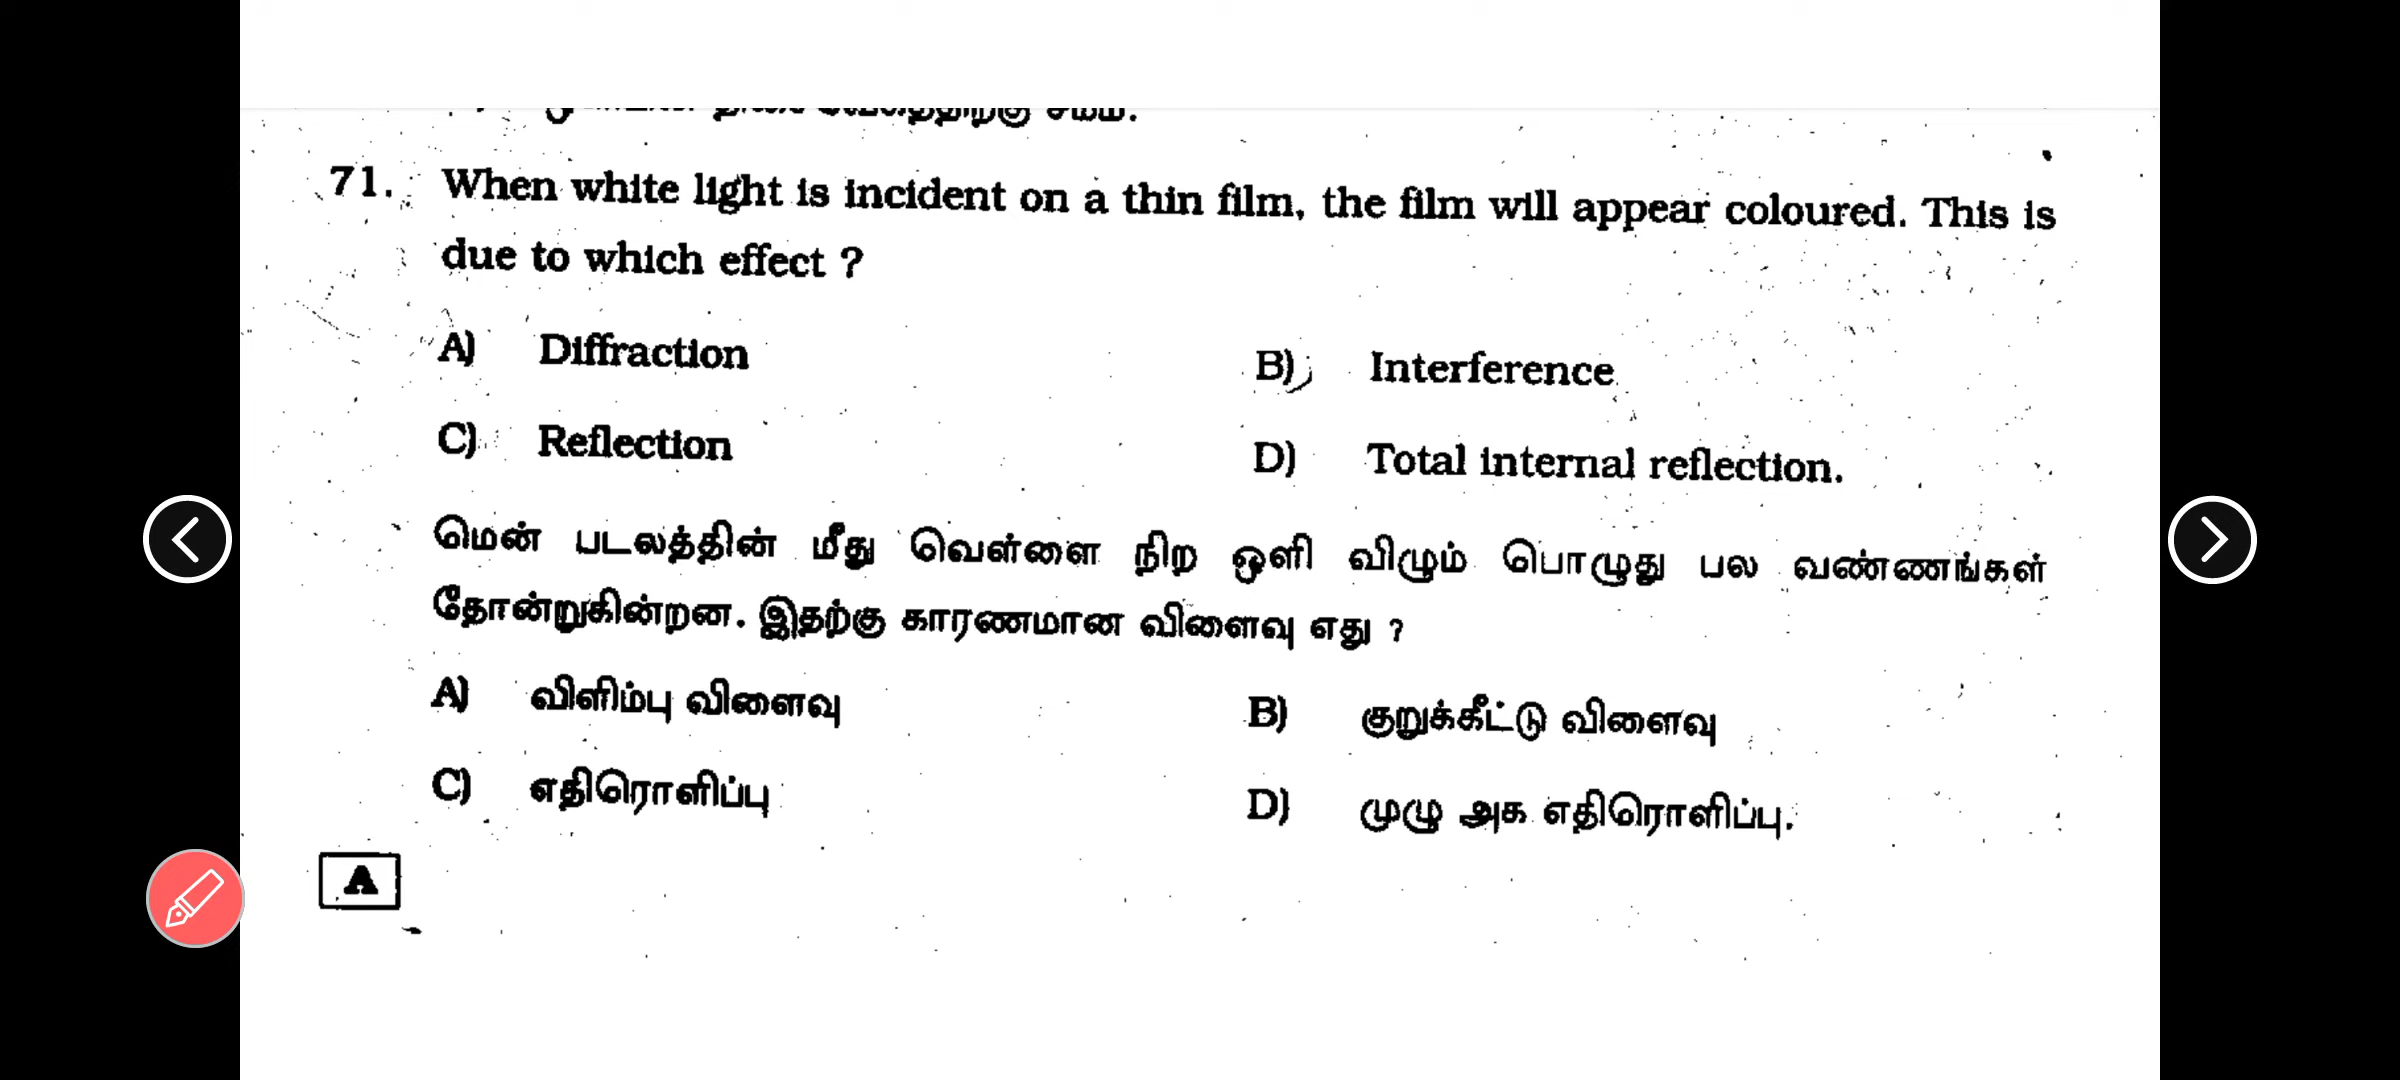 சமம்.
71. When white light is incident on a thin film, the film will appear coloured. This is
due to which effect ?
A) Diffraction B) Interference
C) Reflection D) Total internal reflection.
மென் படலத்தின் மீது வெள்ளை நிற ஒளி விழும் பொழுது பல வண்ணங்கள்
தோன்றுகின்றன. இதற்கு காரணமான விளைவு எது ?
A) விளிம்பு விளைவு B) குறுக்கீட்டு விளைவு
C) எதிரொளிப்பு D) முழு அக எதிரொளிப்பு.
A